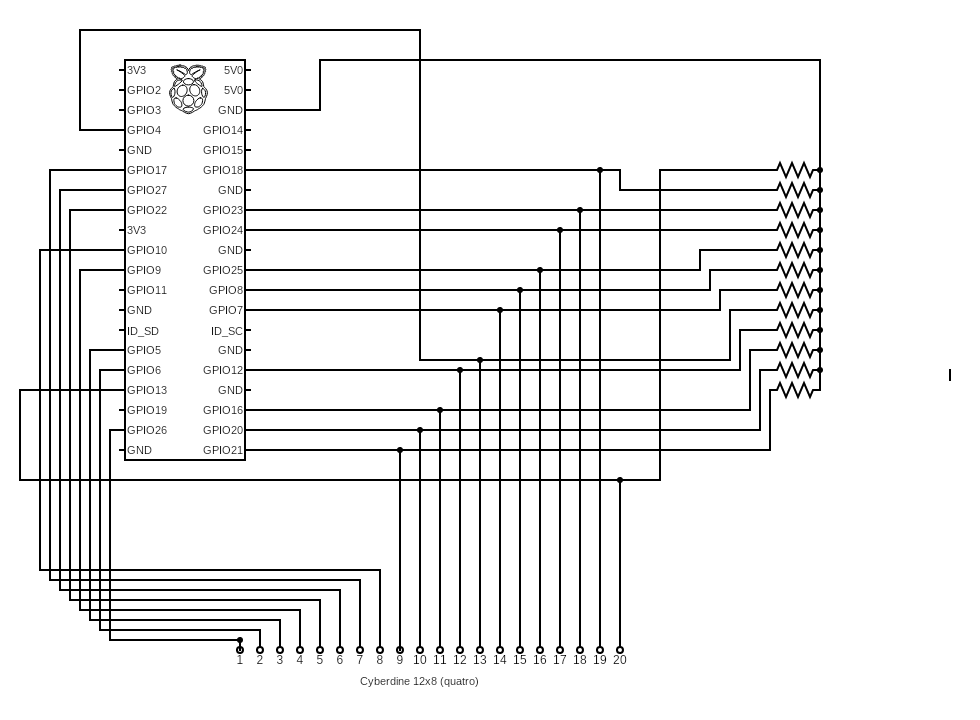 3V3 5V0
GPIO2 5V0
GPIO3 GND
GPIO4 GPIO14
GND GPIO15
GPIO17 GPIO18
GPIO27 GND
GPIO22 GPIO23
3V3 GPIO24
GPIO10 GND
GPIO9 GPIO25
GPIO11 GPIO8
GND GPIO7
ID_SD ID_SC
GPIO5 GND
GPIO6 GPIO12
GPIO13 GND
GPIO19 GPIO16
GPIO26 GPIO20
GND GPIO21
1 2 3 4 5 6 7 8 9 10 11 12 13 14 15 16 17 18 19 20
Cyberdine 12x8 (quatro)